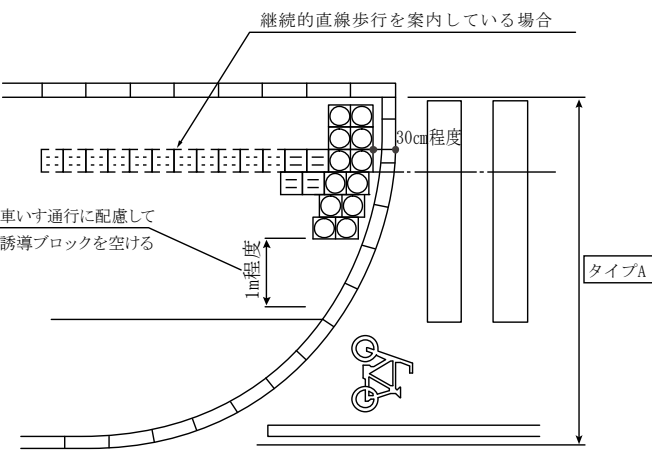 継続的直線歩行を案内している場合
30cm程度
車いす通行に配慮して
誘導ブロックを空ける
1m程度
タイプA